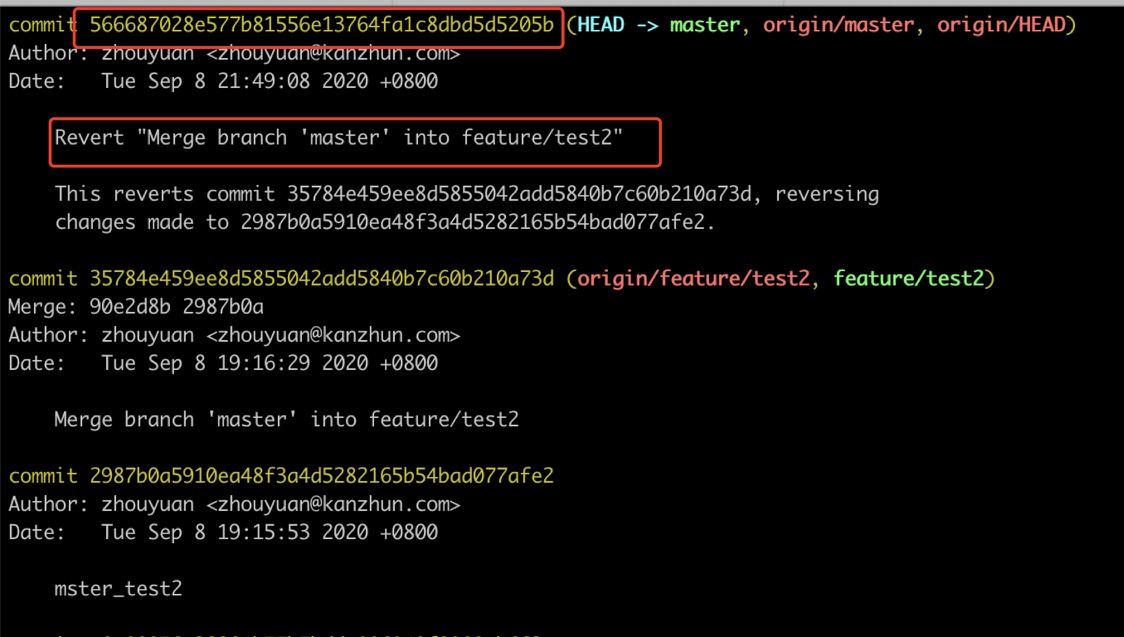 commit 566687028e577b81556e13764fa1c8dbd5d5205b (HEAD -> master, origin/master, origin/HEAD)
Author: zhouyuan <zhouyuan@kanzhun.com>
Date:   Tue Sep 8 21:49:08 2020 +0800
Revert "Merge branch 'master' into feature/test2"
This reverts commit 35784e459ee8d5855042add5840b7c60b210a73d, reversing
changes made to 2987b0a5910ea48f3a4d5282165b54bad077afe2.
commit 35784e459ee8d5855042add5840b7c60b210a73d (origin/feature/test2, feature/test2)
Merge: 90e2d8b 2987b0a
Author: zhouyuan <zhouyuan@kanzhun.com>
Date:   Tue Sep 8 19:16:29 2020 +0800
Merge branch 'master' into feature/test2
commit 2987b0a5910ea48f3a4d5282165b54bad077afe2
Author: zhouyuan <zhouyuan@kanzhun.com>
Date:   Tue Sep 8 19:15:53 2020 +0800
mster_test2